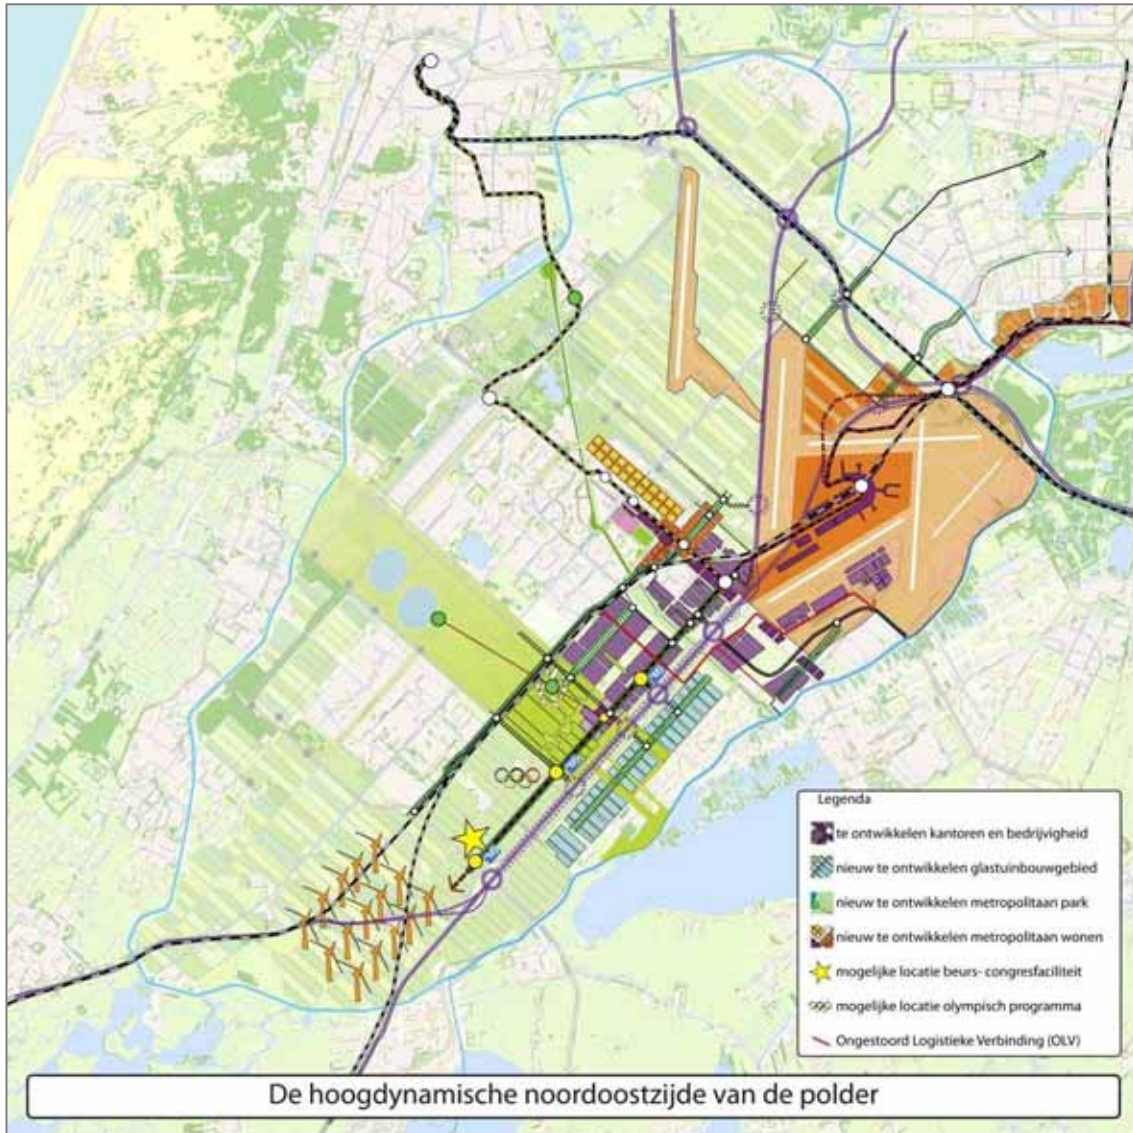 Legenda
te ontwikkelen kantoren en bedrijvigheid
nieuw te ontwikkelen glastuinbouwgebied
nieuw te ontwikkelen metropolitaan park
nieuw te ontwikkelen metropolitaan wonen
mogelijke locatie beurs- congresfaciliteit
mogelijke locatie olympisch programma
Ongestoord Logistieke Verbinding (OLV)
De hoogdynamische noordoostzijde van de polder